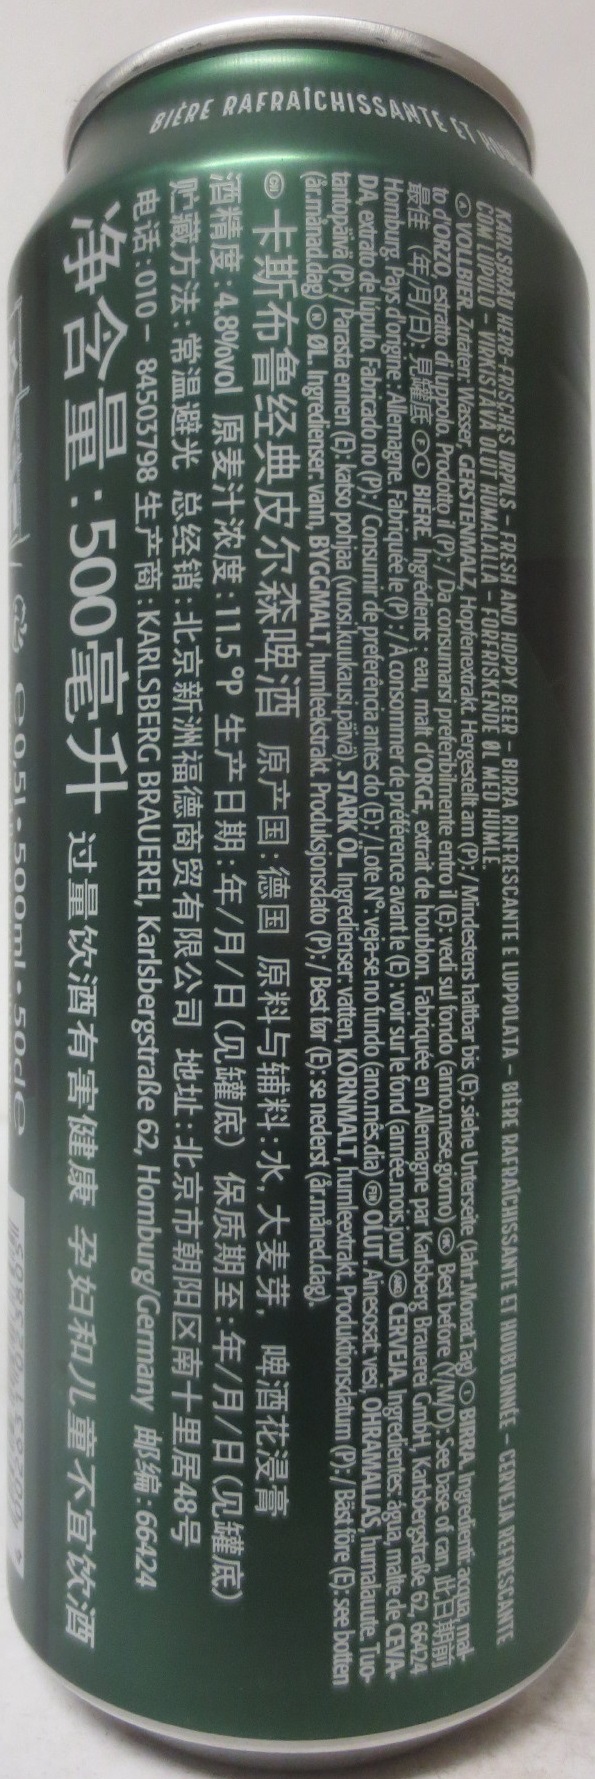 BIÈRE RAFRAÎCHISSANTE ET
KARLSBRÄU HERB-FRISCHES URPILS – FRESH AND HOPPY BEER – BIRRA RINFRESCANTE E LUPPOLATA – BIÈRE RAFRAÎCHISSANTE ET HOUBLONNÉE – CERVEJA REFRESCANTE
COM LÚPULO – VIRKISTÄVÄ OLUT HUMALALLA – FORFRISKENDE ØL MED HUMLE.
VOLLBIER. Zutaten: Wasser, GERSTENMALZ, Hopfenextrakt. Hergestellt am (P): / Mindestens haltbar bis (E): siehe Unterseite (Jahr.Monat.Tag) BIRRA. Ingredienti: acqua, mal-
to d'ORZO, estratto di luppolo. Prodotto il (P): / Da consumarsi preferibilmente entro il (E): vedi sul fondo (anno.mese.giorno) Best before (Y/M/D): See base of can. 此日期前
最佳（年/月/日): 见罐底 BIÈRE. Ingrédients : eau, malt d'ORGE, extrait de houblon. Fabriquée en Allemagne par Karlsberg Brauerei GmbH, Karlsbergstraße 62, 66424
Homburg. Pays d'origine : Allemagne. Fabriquée le (P) : / À consommer de préférence avant le (E) : voir sur le fond (année.mois.jour) CERVEJA. Ingredientes: água, malte de CEVA-
DA, extrato de lúpulo. Fabricado no (P): / Consumir de preferência antes do (E): / Lote N°: veja-se no fundo (ano.mês.dia) FIN OLUT. Ainesosat: vesi, OHRAMALLAS, humalauute. Tuo-
tantopäivä (P): / Parasta ennen (E): katso pohjaa (vuosi.kuukausi.päivä). STARK ÖL. Ingredienser: vatten, KORNMALT, humleextrakt. Produktionsdatum (P): / Bäst före (E), see botten
(år.månad.dag) N ØL. Ingredienser: vann, BYGGMALT, humleekstrakt. Produksjonsdato (P): / Best før (E): se nederst (år.måned.dag).
CN 卡斯布鲁经典皮尔森啤酒 原产国: 德国 原料与辅料: 水, 大麦芽, 啤酒花浸膏
酒精度: 4.8%vol 原麦汁浓度: 11.5 °P 生产日期: 年/月/日(见罐底) 保质期至: 年/月/日(见罐底)
贮藏方法: 常温避光 总经销: 北京新洲福德商贸有限公司 地址: 北京市朝阳区南十里居48号
电话: 010 – 84503798 生产商: KARLSBERG BRAUEREI, Karlsbergstraße 62, Homburg/Germany 邮编: 66424
净含量: 500毫升 过量饮酒有害健康 孕妇和儿童不宜饮酒
e 0,5l • 500ml • 50cl e